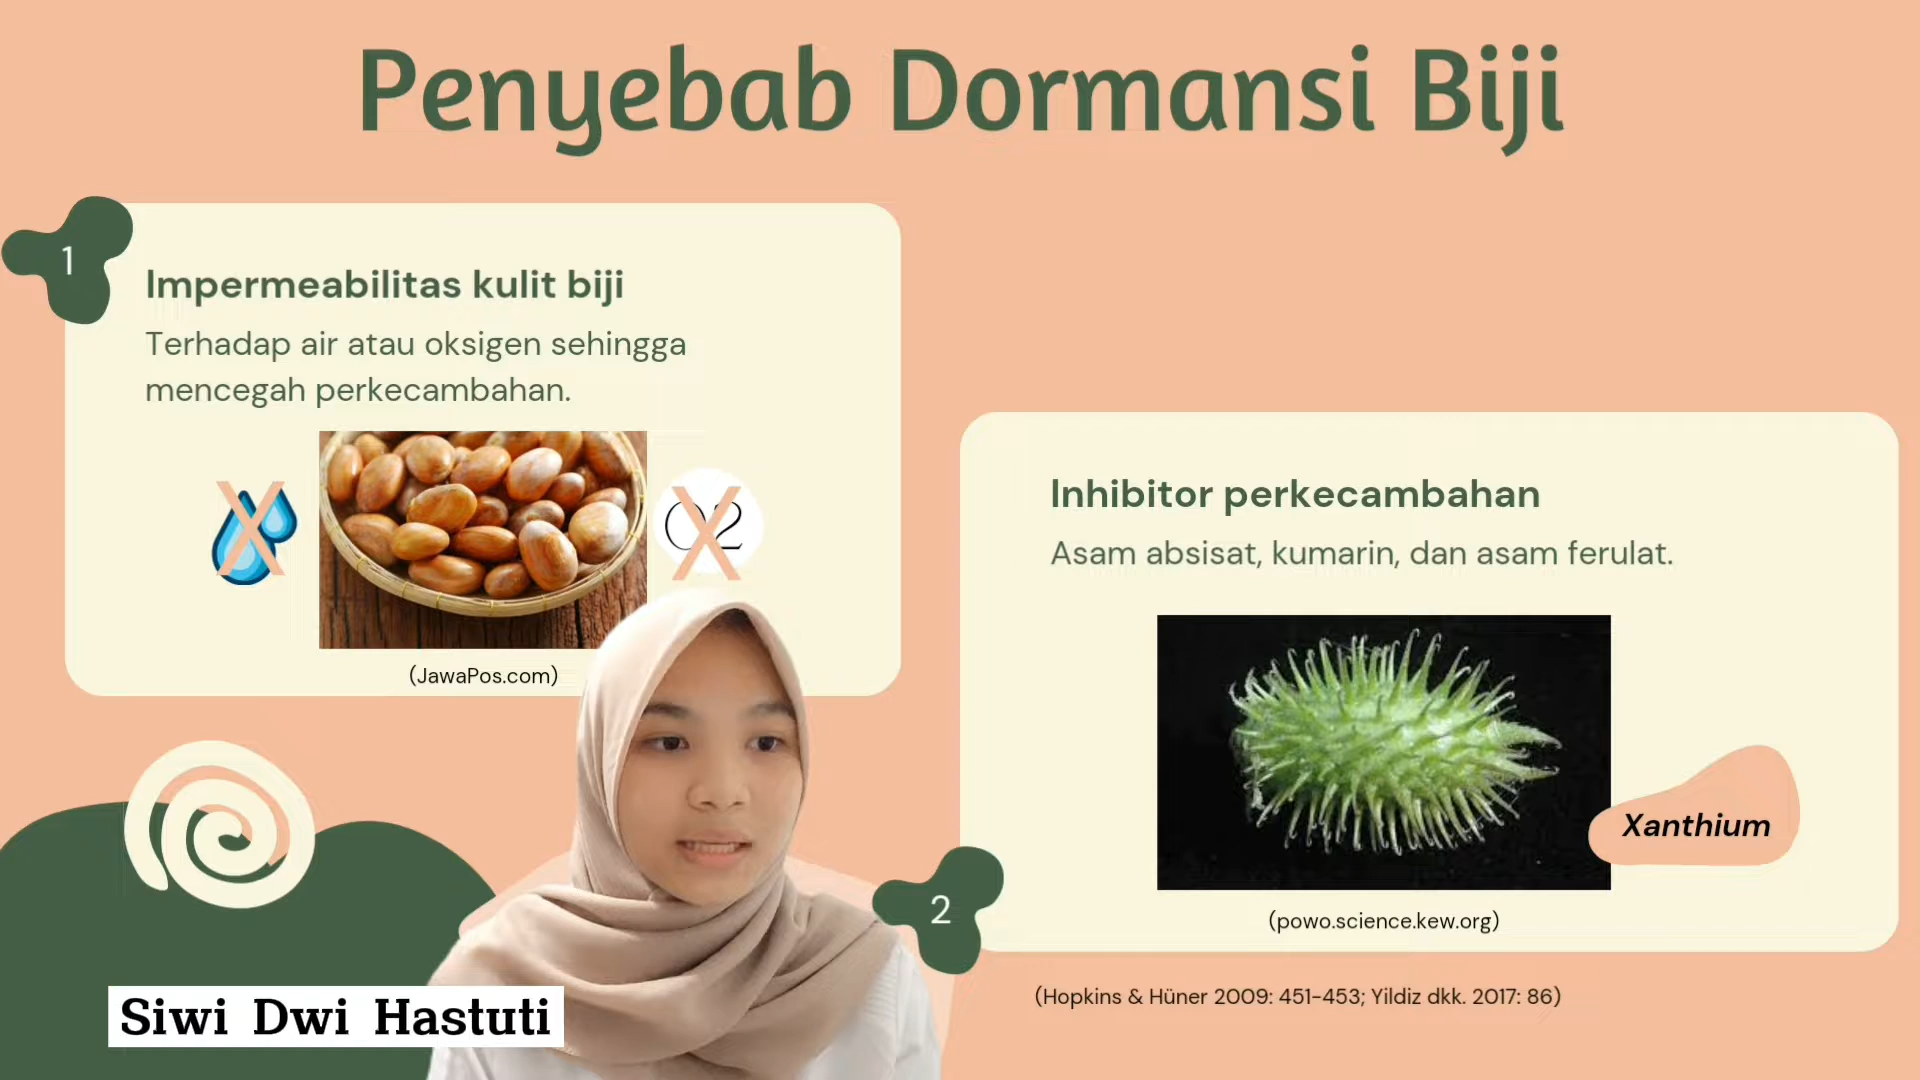 Penyebab Dormansi Biji
1
Impermeabilitas kulit biji
Terhadap air atau oksigen sehingga
mencegah perkecambahan.
O2
(JawaPos.com)
Inhibitor perkecambahan
Asam absisat, kumarin, dan asam ferulat.
Xanthium
2
(powo.science.kew.org)
(Hopkins & Hüner 2009: 451-453; Yildiz dkk. 2017: 86)
Siwi Dwi Hastuti